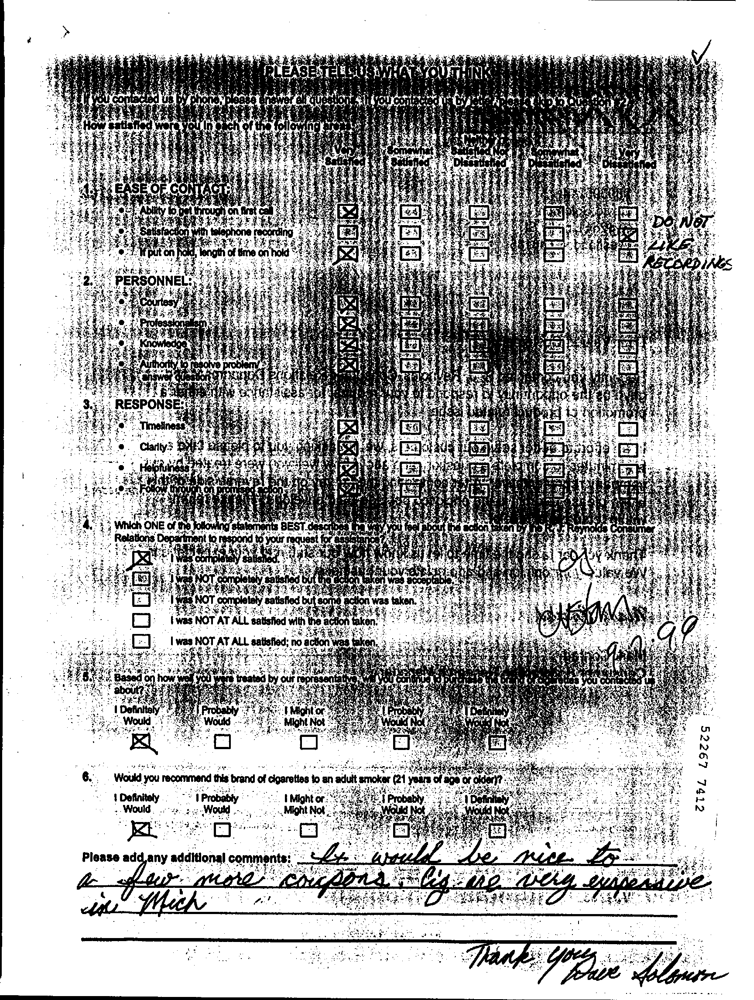 PLEASE TELL US WHAT YOU THINK
If you contacted us by phone, please answer all questions. If you contacted us by letter, please skip to Question #2.
How satisfied were you in each of the following areas:
Very Satisfied Somewhat Satisfied Neither Satisfied Nor Dissatisfied Somewhat Dissatisfied Very Dissatisfied
1. EASE OF CONTACT:
• Ability to get through on first call
• Satisfaction with telephone recording
• If put on hold, length of time on hold
DO NOT
LIKE
RECORDINGS
2. PERSONNEL:
• Courtesy
• Professionalism
• Knowledge
• Authority to resolve problem/
answer question
3. RESPONSE:
• Timeliness
• Clarity
• Helpfulness
• Follow through on promised action
4. Which ONE of the following statements BEST describes the way you feel about the action taken by the R. J. Reynolds Consumer
Relations Department to respond to your request for assistance?
I was completely satisfied.
I was NOT completely satisfied but the action taken was acceptable.
I was NOT completely satisfied but some action was taken.
I was NOT AT ALL satisfied with the action taken.
I was NOT AT ALL satisfied; no action was taken.
5. Based on how well you were treated by our representative, will you continue to purchase the brand of cigarettes you contacted us
about?
I Definitely Would I Probably Would I Might or Might Not I Probably Would Not I Definitely Would Not
6. Would you recommend this brand of cigarettes to an adult smoker (21 years of age or older)?
I Definitely Would I Probably Would I Might or Might Not I Probably Would Not I Definitely Would Not
52267 7412
Please add any additional comments: It would be nice to
a few more coupons. Cig are very expensive
in Mich
Thank you
Dave Solomon